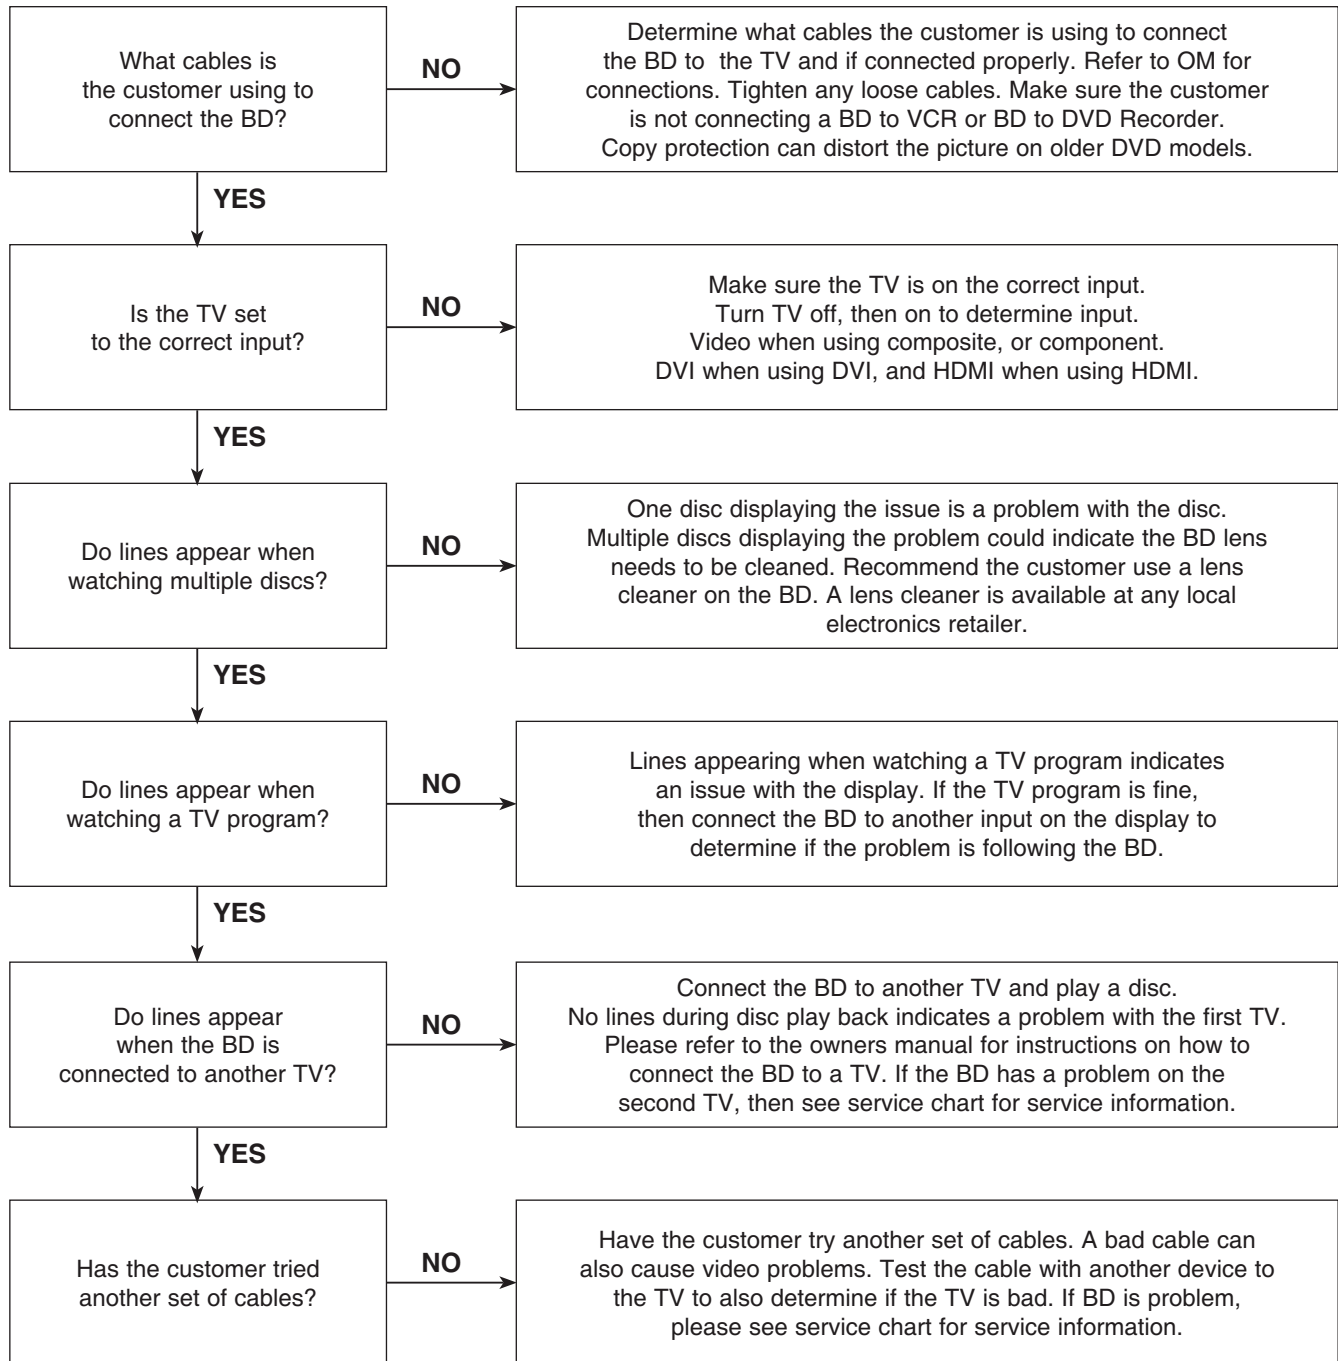 What cables is
the customer using to
connect the BD?
NO
Determine what cables the customer is using to connect
the BD to the TV and if connected properly. Refer to OM for
connections. Tighten any loose cables. Make sure the customer
is not connecting a BD to VCR or BD to DVD Recorder.
Copy protection can distort the picture on older DVD models.
YES
Is the TV set
to the correct input?
NO
Make sure the TV is on the correct input.
Turn TV off, then on to determine input.
Video when using composite, or component.
DVI when using DVI, and HDMI when using HDMI.
YES
Do lines appear when
watching multiple discs?
NO
One disc displaying the issue is a problem with the disc.
Multiple discs displaying the problem could indicate the BD lens
needs to be cleaned. Recommend the customer use a lens
cleaner on the BD. A lens cleaner is available at any local
electronics retailer.
YES
Do lines appear when
watching a TV program?
NO
Lines appearing when watching a TV program indicates
an issue with the display. If the TV program is fine,
then connect the BD to another input on the display to
determine if the problem is following the BD.
YES
Do lines appear
when the BD is
connected to another TV?
NO
Connect the BD to another TV and play a disc.
No lines during disc play back indicates a problem with the first TV.
Please refer to the owners manual for instructions on how to
connect the BD to a TV. If the BD has a problem on the
second TV, then see service chart for service information.
YES
Has the customer tried
another set of cables?
NO
Have the customer try another set of cables. A bad cable can
also cause video problems. Test the cable with another device to
the TV to also determine if the TV is bad. If BD is problem,
please see service chart for service information.